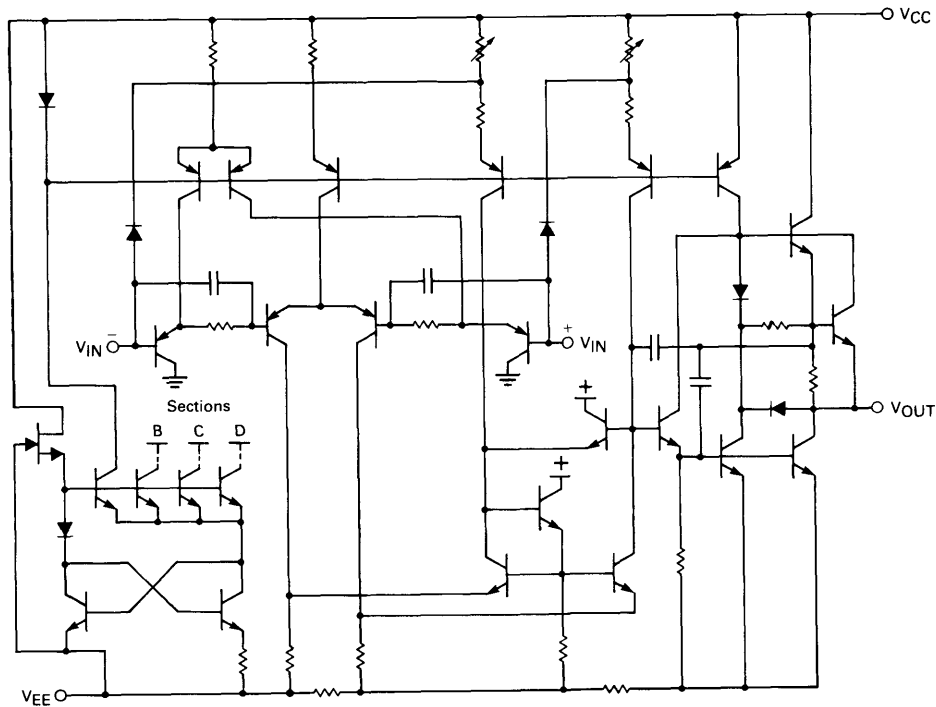 VCC
VIN
-
+
VIN
Sections
B C D
+
+
VOUT
VEE